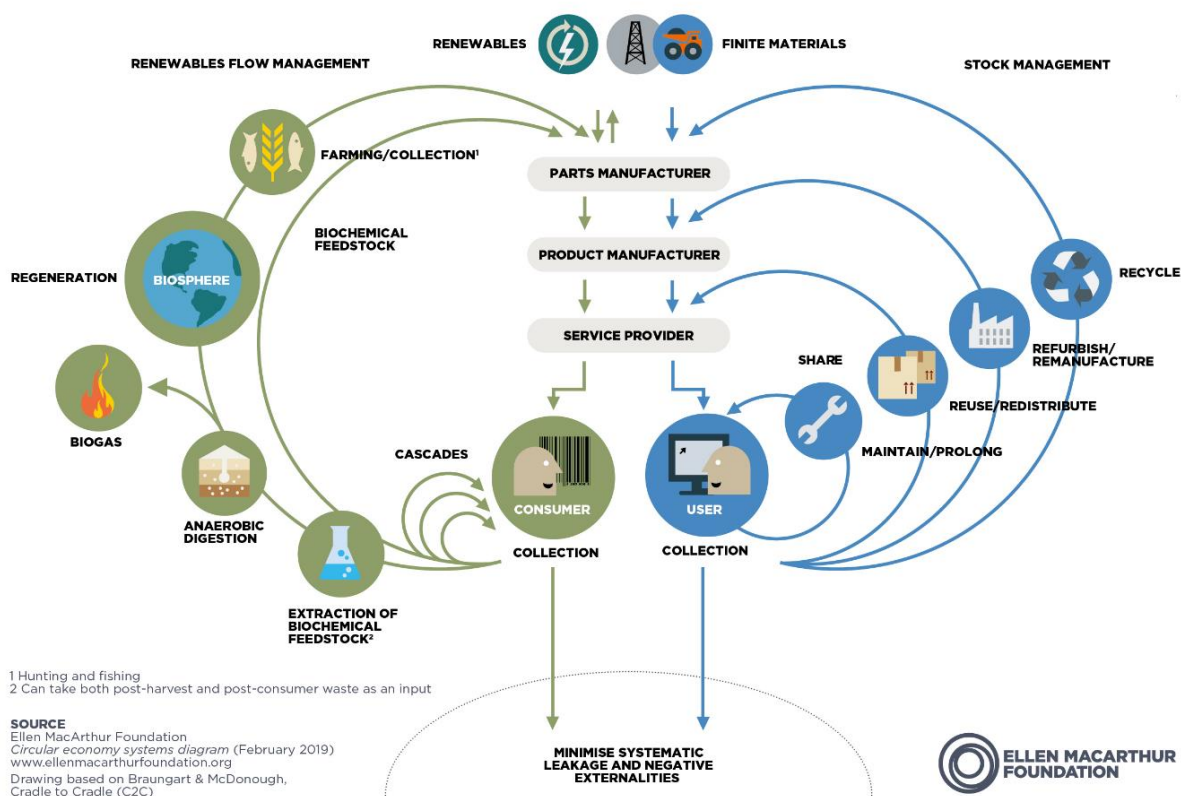 RENEWABLES
FINITE MATERIALS
RENEWABLES FLOW MANAGEMENT
STOCK MANAGEMENT
FARMING/COLLECTION¹
PARTS MANUFACTURER
BIOCHEMICAL
FEEDSTOCK
PRODUCT MANUFACTURER
REGENERATION
BIOSPHERE
RECYCLE
SERVICE PROVIDER
SHARE
REFURBISH/
REMANUFACTURE
REUSE/REDISTRIBUTE
BIOGAS
CASCADES
MAINTAIN/PROLONG
CONSUMER
USER
ANAEROBIC
DIGESTION
COLLECTION
COLLECTION
EXTRACTION OF
BIOCHEMICAL
FEEDSTOCK²
1 Hunting and fishing
2 Can take both post-harvest and post-consumer waste as an input
SOURCE
Ellen MacArthur Foundation
Circular economy systems diagram (February 2019)
www.ellenmacarthurfoundation.org
Drawing based on Braungart & McDonough,
Cradle to Cradle (C2C)
MINIMISE SYSTEMATIC
LEAKAGE AND NEGATIVE
EXTERNALITIES
ELLEN MACARTHUR
FOUNDATION